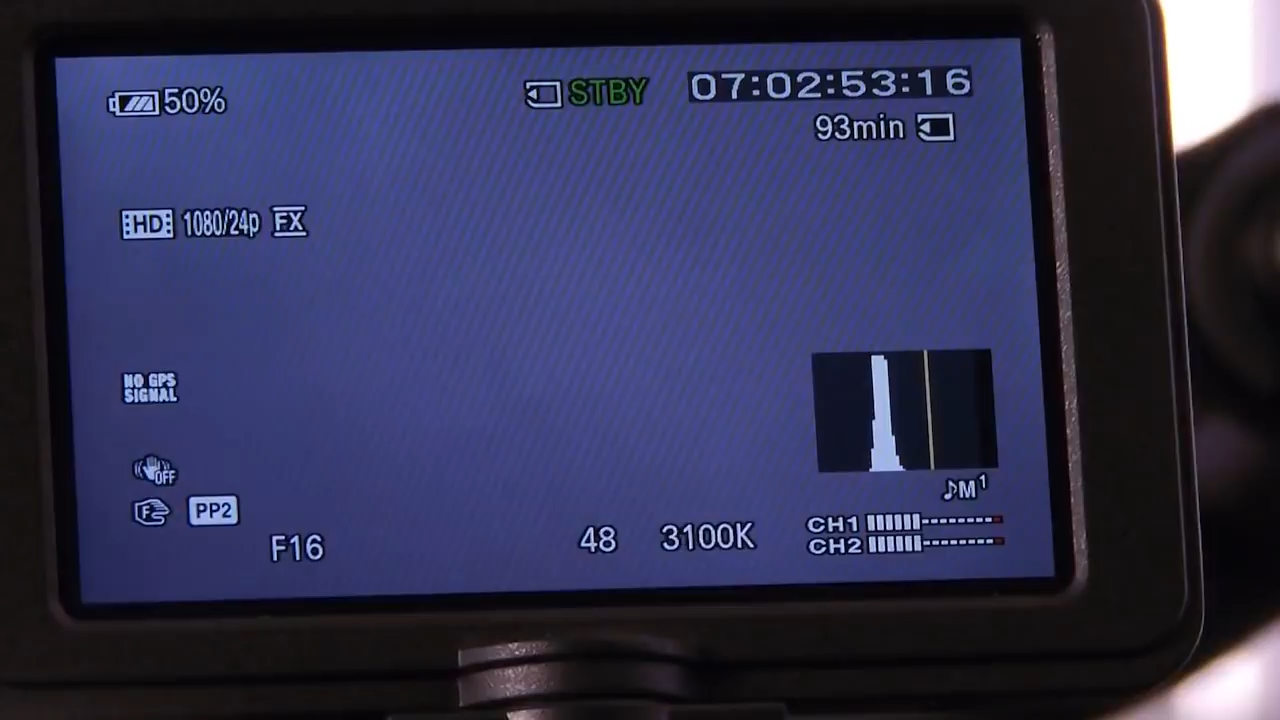 50%
STBY 07:02:53:16
93min
HD 1080/24p FX
NO GPS
SIGNAL
OFF
F PP2
♪M1
F16 48 3100K
CH1
CH2